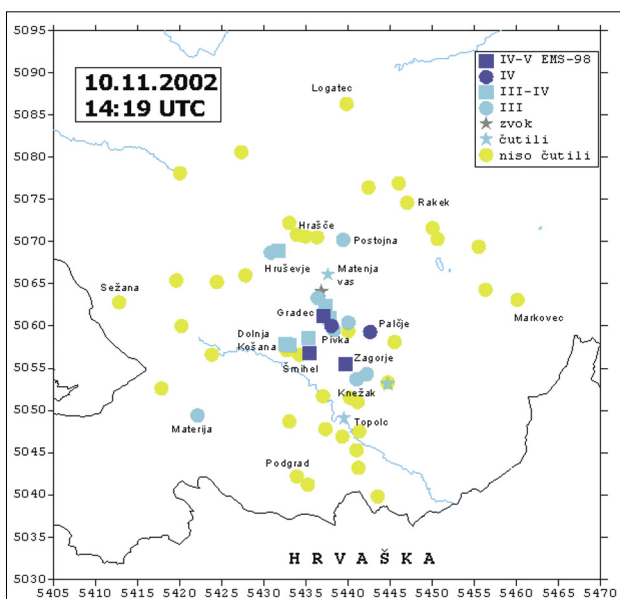 5095
5090
5085
5080
5075
5070
5065
5060
5055
5050
5045
5040
5035
5030
10.11.2002
14:19 UTC
IV-V EMS-98
IV
III-IV
III
zvok
čutili
niso čutili
Logatec
Rakek
Hrašče
Postojna
Hruševje
Matenja
vas
Sežana
Gradec
Palčje
Markovec
Dolnja
Košana
Pivka
Šmihel
Zagorje
Knežak
Materija
Topolc
Podgrad
HRVAŠKA
5405 5410 5415 5420 5425 5430 5435 5440 5445 5450 5455 5460 5465 5470